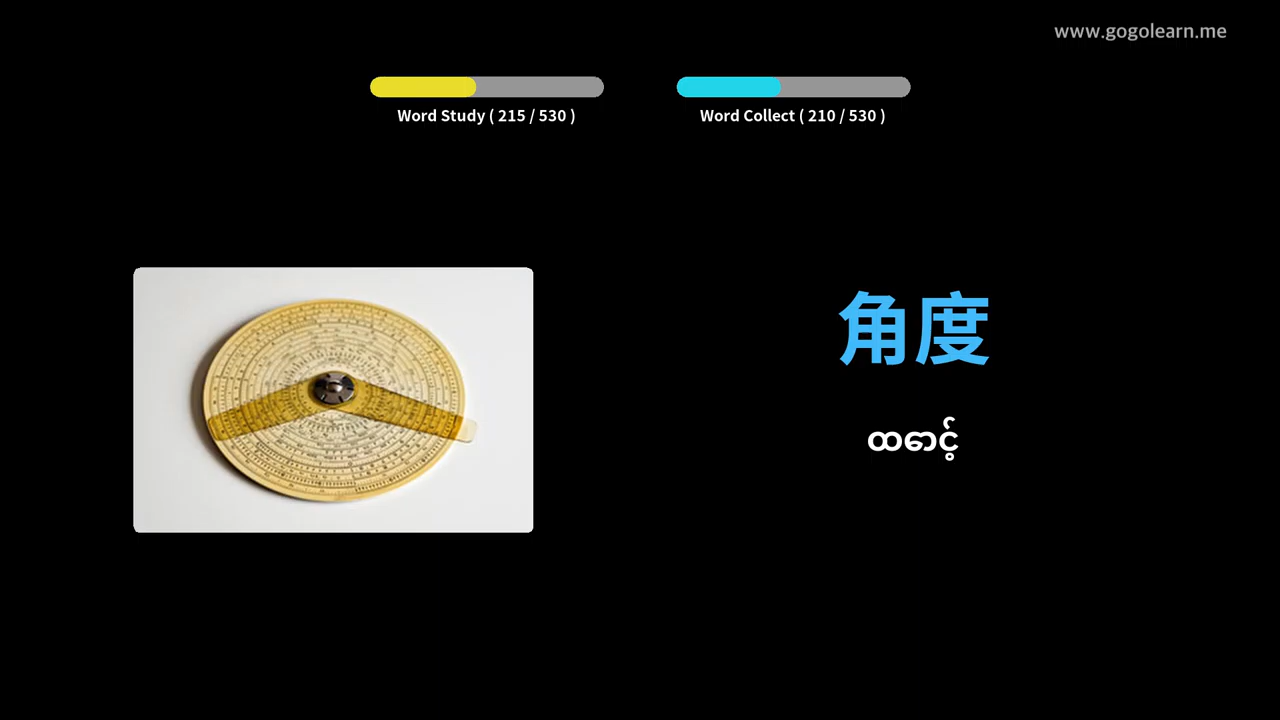 www.gogolearn.me
Word Study ( 215 / 530 )
Word Collect ( 210 / 530 )
角度
ထောင့်